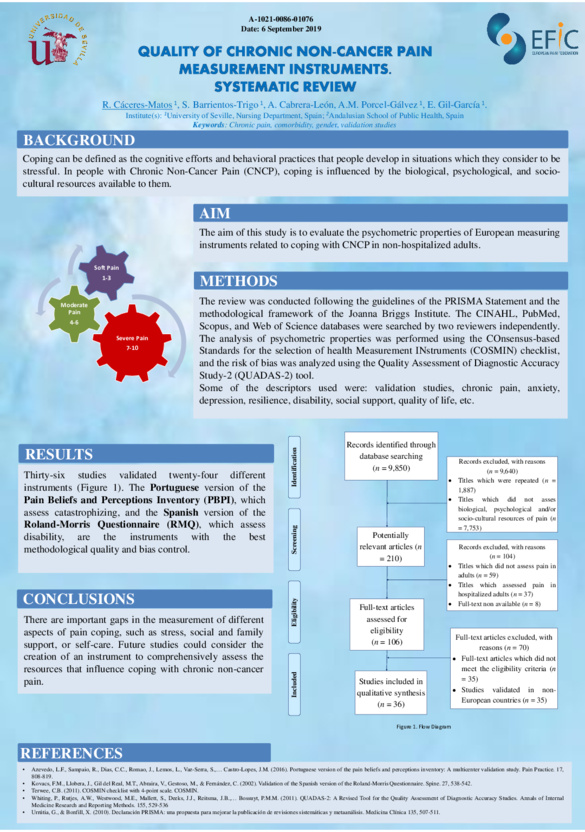 A-1021-0086-01076
Date: 6 September 2019
UNIVERSIDAD DE SEVILLA
EFIC
EUROPEAN PAIN FEDERATION
QUALITY OF CHRONIC NON-CANCER PAIN
MEASUREMENT INSTRUMENTS.
SYSTEMATIC REVIEW
R. Cáceres-Matos ¹, S. Barrientos-Trigo ¹, A. Cabrera-León, A.M. Porcel-Gálvez ¹, E. Gil-García ¹.
Institute(s): ¹University of Seville, Nursing Department, Spain; ²Andalusian School of Public Health, Spain
Keywords: Chronic pain, comorbidity, gender, validation studies
BACKGROUND
Coping can be defined as the cognitive efforts and behavioral practices that people develop in situations which they consider to be
stressful. In people with Chronic Non-Cancer Pain (CNCP), coping is influenced by the biological, psychological, and socio-
cultural resources available to them.
AIM
The aim of this study is to evaluate the psychometric properties of European measuring
instruments related to coping with CNCP in non-hospitalized adults.
Soft Pain
1-3
Moderate
Pain
4-6
Severe Pain
7-10
METHODS
The review was conducted following the guidelines of the PRISMA Statement and the
methodological framework of the Joanna Briggs Institute. The CINAHL, PubMed,
Scopus, and Web of Science databases were searched by two reviewers independently.
The analysis of psychometric properties was performed using the COnsensus-based
Standards for the selection of health Measurement INstruments (COSMIN) checklist,
and the risk of bias was analyzed using the Quality Assessment of Diagnostic Accuracy
Study-2 (QUADAS-2) tool.
Some of the descriptors used were: validation studies, chronic pain, anxiety,
depression, resilience, disability, social support, quality of life, etc.
RESULTS
Thirty-six studies validated twenty-four different
instruments (Figure 1). The Portuguese version of the
Pain Beliefs and Perceptions Inventory (PBPI), which
assess catastrophizing, and the Spanish version of the
Roland-Morris Questionnaire (RMQ), which assess
disability, are the instruments with the best
methodological quality and bias control.
CONCLUSIONS
There are important gaps in the measurement of different
aspects of pain coping, such as stress, social and family
support, or self-care. Future studies could consider the
creation of an instrument to comprehensively assess the
resources that influence coping with chronic non-cancer
pain.
Identification
Screening
Eligibility
Included
Records identified through
database searching
(n = 9,850)
Potentially
relevant articles (n
= 210)
Full-text articles
assessed for
eligibility
(n = 106)
Studies included in
qualitative synthesis
(n = 36)
Records excluded, with reasons
(n = 9,640)
• Titles which were repeated (n =
1,887)
• Titles which did not asses
biological, psychological and/or
socio-cultural resources of pain (n
= 7,753)
Records excluded, with reasons
(n = 104)
• Titles which did not assess pain in
adults (n = 59)
• Titles which assessed pain in
hospitalized adults (n = 37)
• Full-text non available (n = 8)
Full-text articles excluded, with
reasons (n = 70)
• Full-text articles which did not
meet the eligibility criteria (n
= 35)
• Studies validated in non-
European countries (n = 35)
Figure 1. Flow Diagram
REFERENCES
• Azevedo, L.F., Sampaio, R., Dias, C.C., Romao, J., Lemos, L., Vaz-Serra, S.,… Castro-Lopes, J.M. (2016). Portuguese version of the pain beliefs and perceptions inventory: A multicenter validation study. Pain Practice. 17,
808-819.
• Kovacs, F.M., Llobera, J., Gil del Real, M.T., Abraira, V., Gestoso, M., & Fernández, C. (2002). Validation of the Spanish version of the Roland-Morris Questionnaire. Spine. 27, 538-542.
• Terwee, C.B. (2011). COSMIN checklist with 4-point scale. COSMIN.
• Whiting, P., Rutjes, A.W., Westwood, M.E., Mallett, S., Deeks, J.J., Reitsma, J.B.,… Bossuyt, P.M.M. (2011). QUADAS-2: A Revised Tool for the Quality Assessment of Diagnostic Accuracy Studies. Annals of Internal
Medicine Research and Reporting Methods. 155, 529-536
• Urrútia, G., & Bonfill, X. (2010). Declaración PRISMA: una propuesta para mejorar la publicación de revisiones sistemáticas y metaanálisis. Medicina Clínica 135, 507-511.